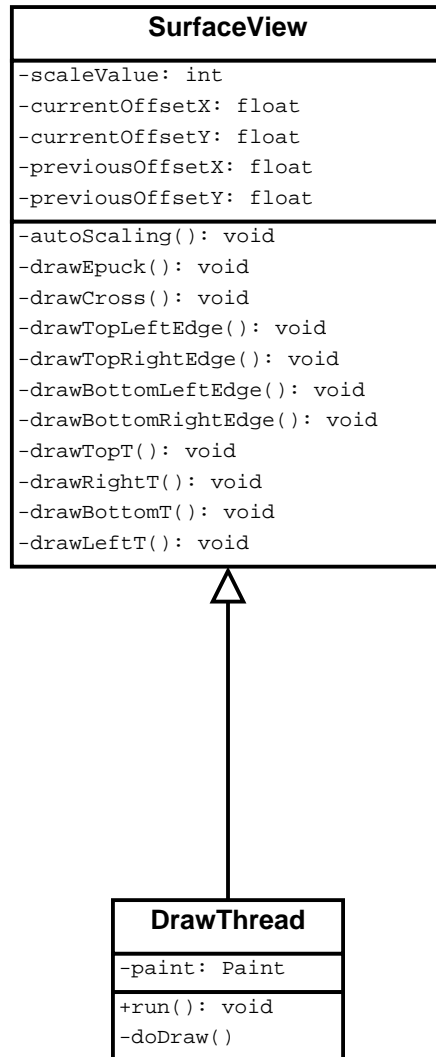 SurfaceView
-scaleValue: int
-currentOffsetX: float
-currentOffsetY: float
-previousOffsetX: float
-previousOffsetY: float
-autoScaling(): void
-drawEpuck(): void
-drawCross(): void
-drawTopLeftEdge(): void
-drawTopRightEdge(): void
-drawBottomLeftEdge(): void
-drawBottomRightEdge(): void
-drawTopT(): void
-drawRightT(): void
-drawBottomT(): void
-drawLeftT(): void
DrawThread
-paint: Paint
+run(): void
-doDraw()